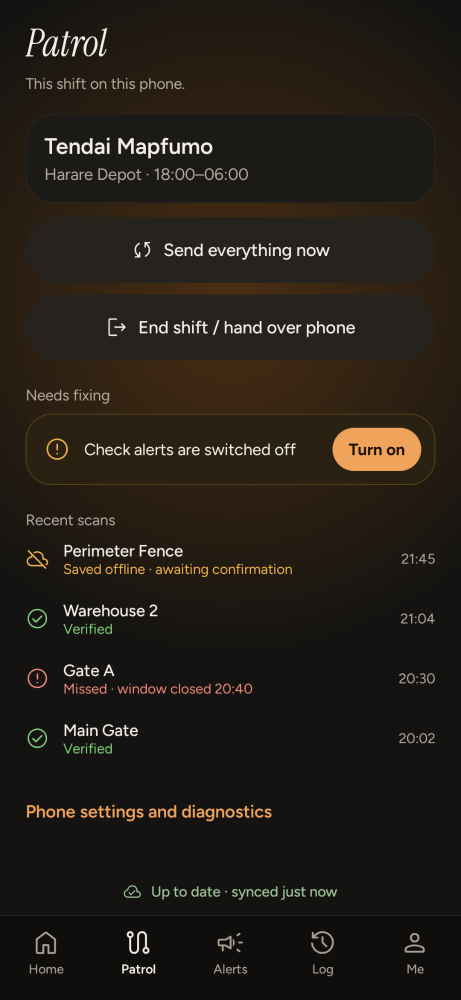 Patrol
This shift on this phone.
Tendai Mapfumo
Harare Depot · 18:00–06:00
Send everything now
End shift / hand over phone
Needs fixing
Check alerts are switched off
Turn on
Recent scans
Perimeter Fence
Saved offline · awaiting confirmation
21:45
Warehouse 2
Verified
21:04
Gate A
Missed · window closed 20:40
20:30
Main Gate
Verified
20:02
Phone settings and diagnostics
Up to date · synced just now
Home
Patrol
Alerts
Log
Me